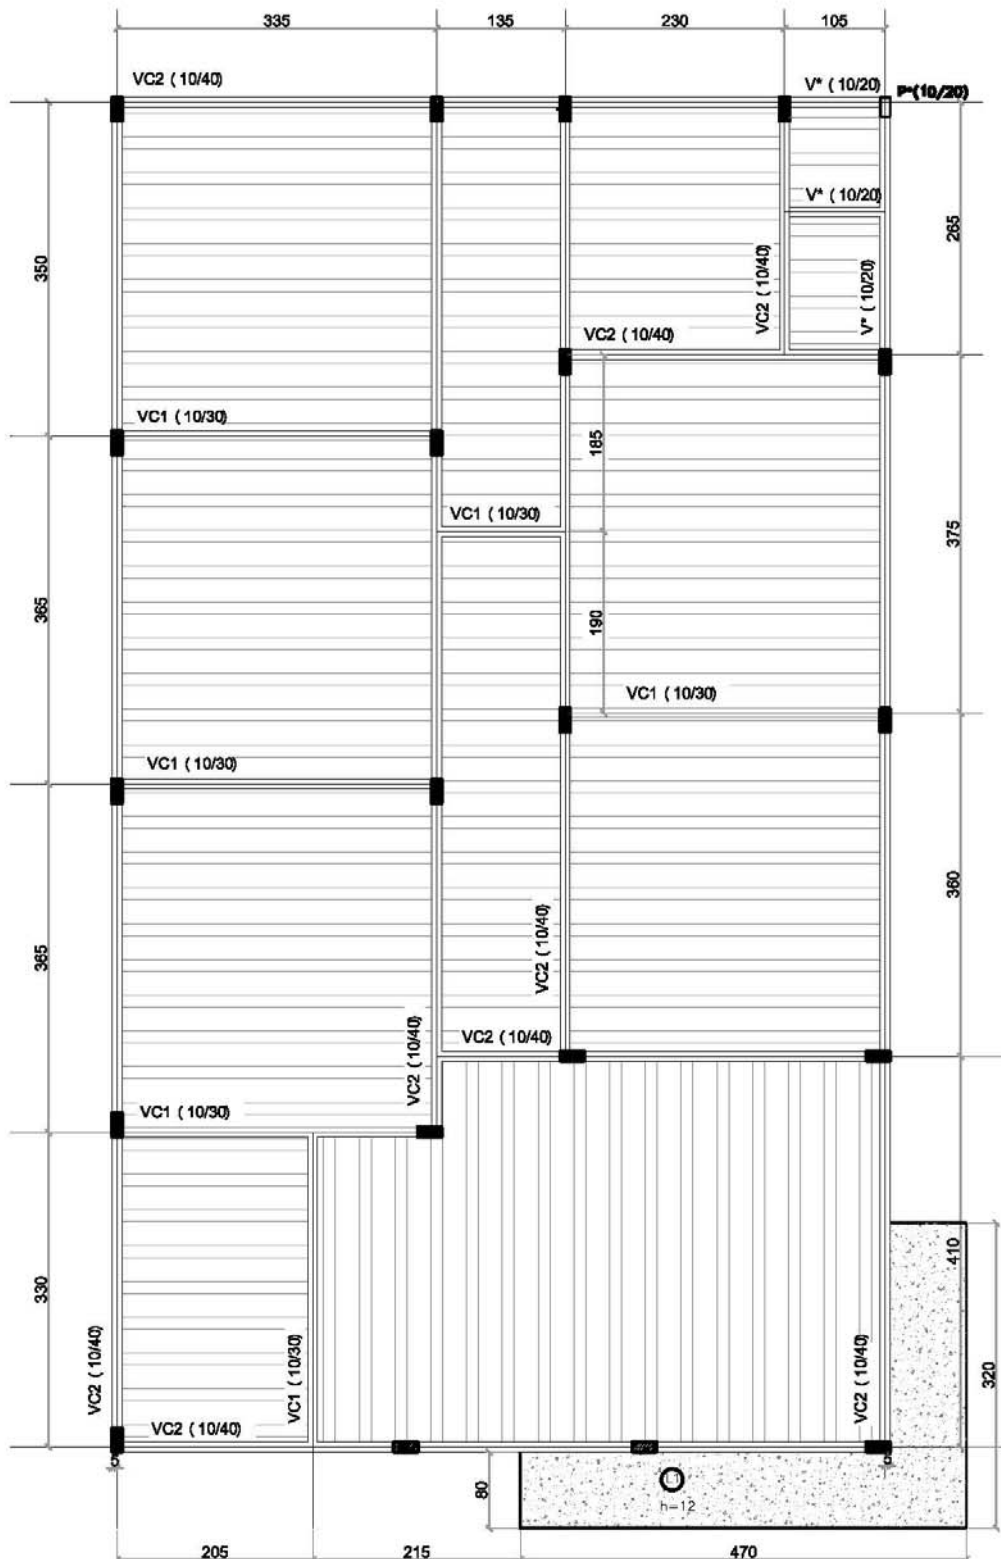 335
135
230
105
VC2 (10/40)
V* (10/20)
P*(10/20)
V* (10/20)
265
350
VC2 (10/40)
V* (10/20)
VC2 (10/40)
VC1 (10/30)
185
VC1 (10/30)
375
365
190
VC1 (10/30)
VC1 (10/30)
360
VC2 (10/40)
365
VC2 (10/40)
VC2 (10/40)
VC1 (10/30)
410
330
VC2 (10/40)
VC1 (10/30)
VC2 (10/40)
320
VC2 (10/40)
80
h=12
205
215
470